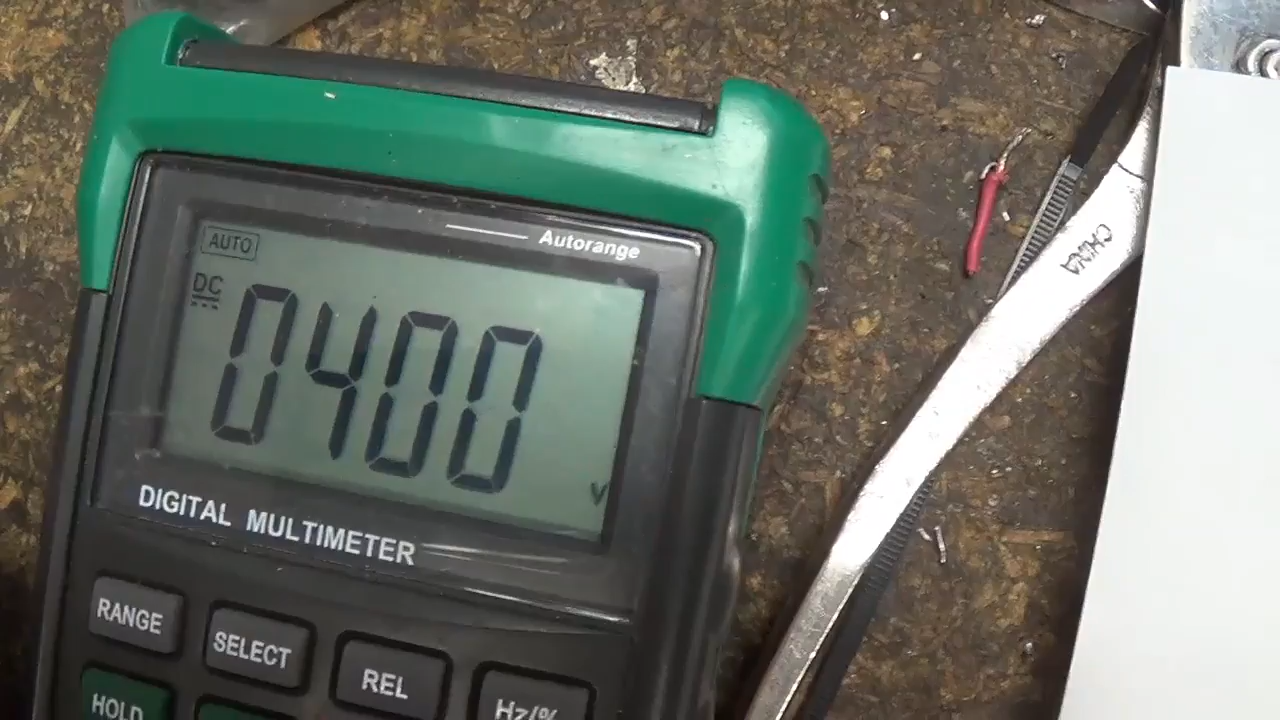 Autorange
AUTO
DC
0400
V
DIGITAL MULTIMETER
RANGE
SELECT
REL
Hz/%
HOLD
CHINA